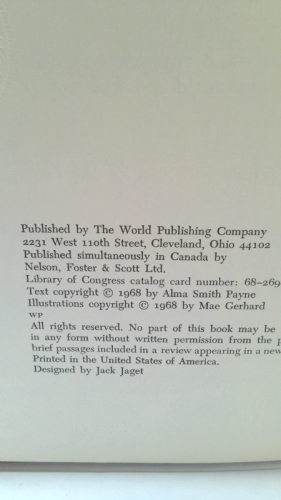 Published by The World Publishing Company
2231 West 110th Street, Cleveland, Ohio 44102
Published simultaneously in Canada by
Nelson, Foster & Scott Ltd.
Library of Congress catalog card number: 68-269
Text copyright © 1968 by Alma Smith Payne
Illustrations copyright © 1968 by Mae Gerhard
WP
All rights reserved. No part of this book may be
in any form without written permission from the
brief passages included in a review appearing in a new
Printed in the United States of America.
Designed by Jack Jaget